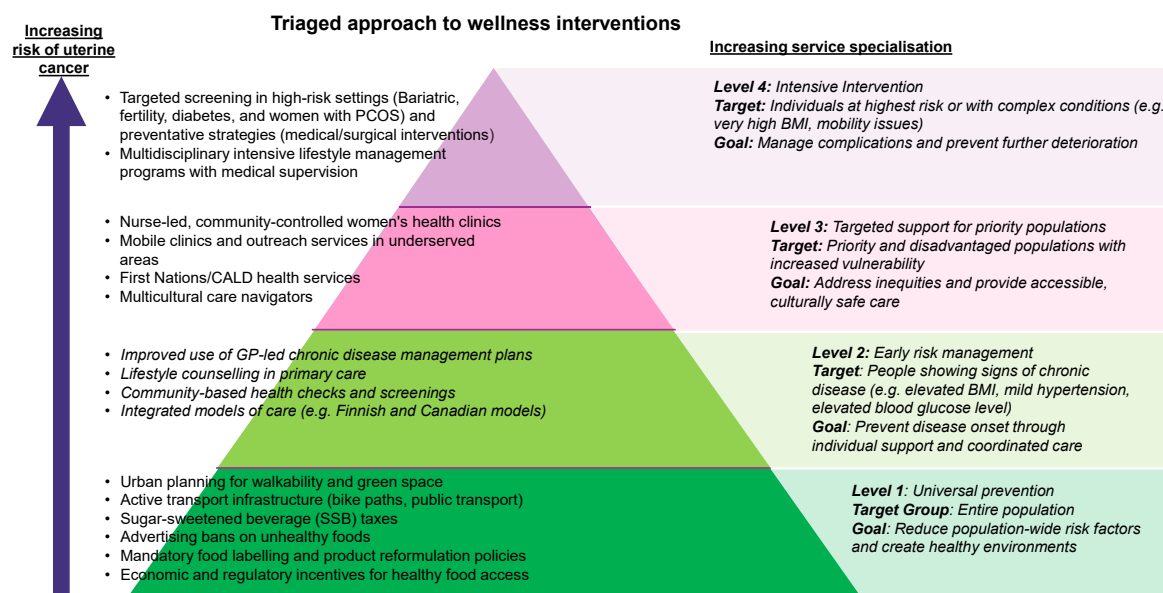 Triaged approach to wellness interventions
Increasing
risk of uterine
cancer
Increasing service specialisation
• Targeted screening in high-risk settings (Bariatric,
fertility, diabetes, and women with PCOS) and
preventative strategies (medical/surgical interventions)
• Multidisciplinary intensive lifestyle management
programs with medical supervision
Level 4: Intensive Intervention
Target: Individuals at highest risk or with complex conditions (e.g.
very high BMI, mobility issues)
Goal: Manage complications and prevent further deterioration
• Nurse-led, community-controlled women's health clinics
• Mobile clinics and outreach services in underserved
areas
• First Nations/CALD health services
• Multicultural care navigators
Level 3: Targeted support for priority populations
Target: Priority and disadvantaged populations with
increased vulnerability
Goal: Address inequities and provide accessible,
culturally safe care
• Improved use of GP-led chronic disease management plans
• Lifestyle counselling in primary care
• Community-based health checks and screenings
• Integrated models of care (e.g. Finnish and Canadian models)
Level 2: Early risk management
Target: People showing signs of chronic
disease (e.g. elevated BMI, mild hypertension,
elevated blood glucose level)
Goal: Prevent disease onset through
individual support and coordinated care
• Urban planning for walkability and green space
• Active transport infrastructure (bike paths, public transport)
• Sugar-sweetened beverage (SSB) taxes
• Advertising bans on unhealthy foods
• Mandatory food labelling and product reformulation policies
• Economic and regulatory incentives for healthy food access
Level 1: Universal prevention
Target Group: Entire population
Goal: Reduce population-wide risk factors
and create healthy environments